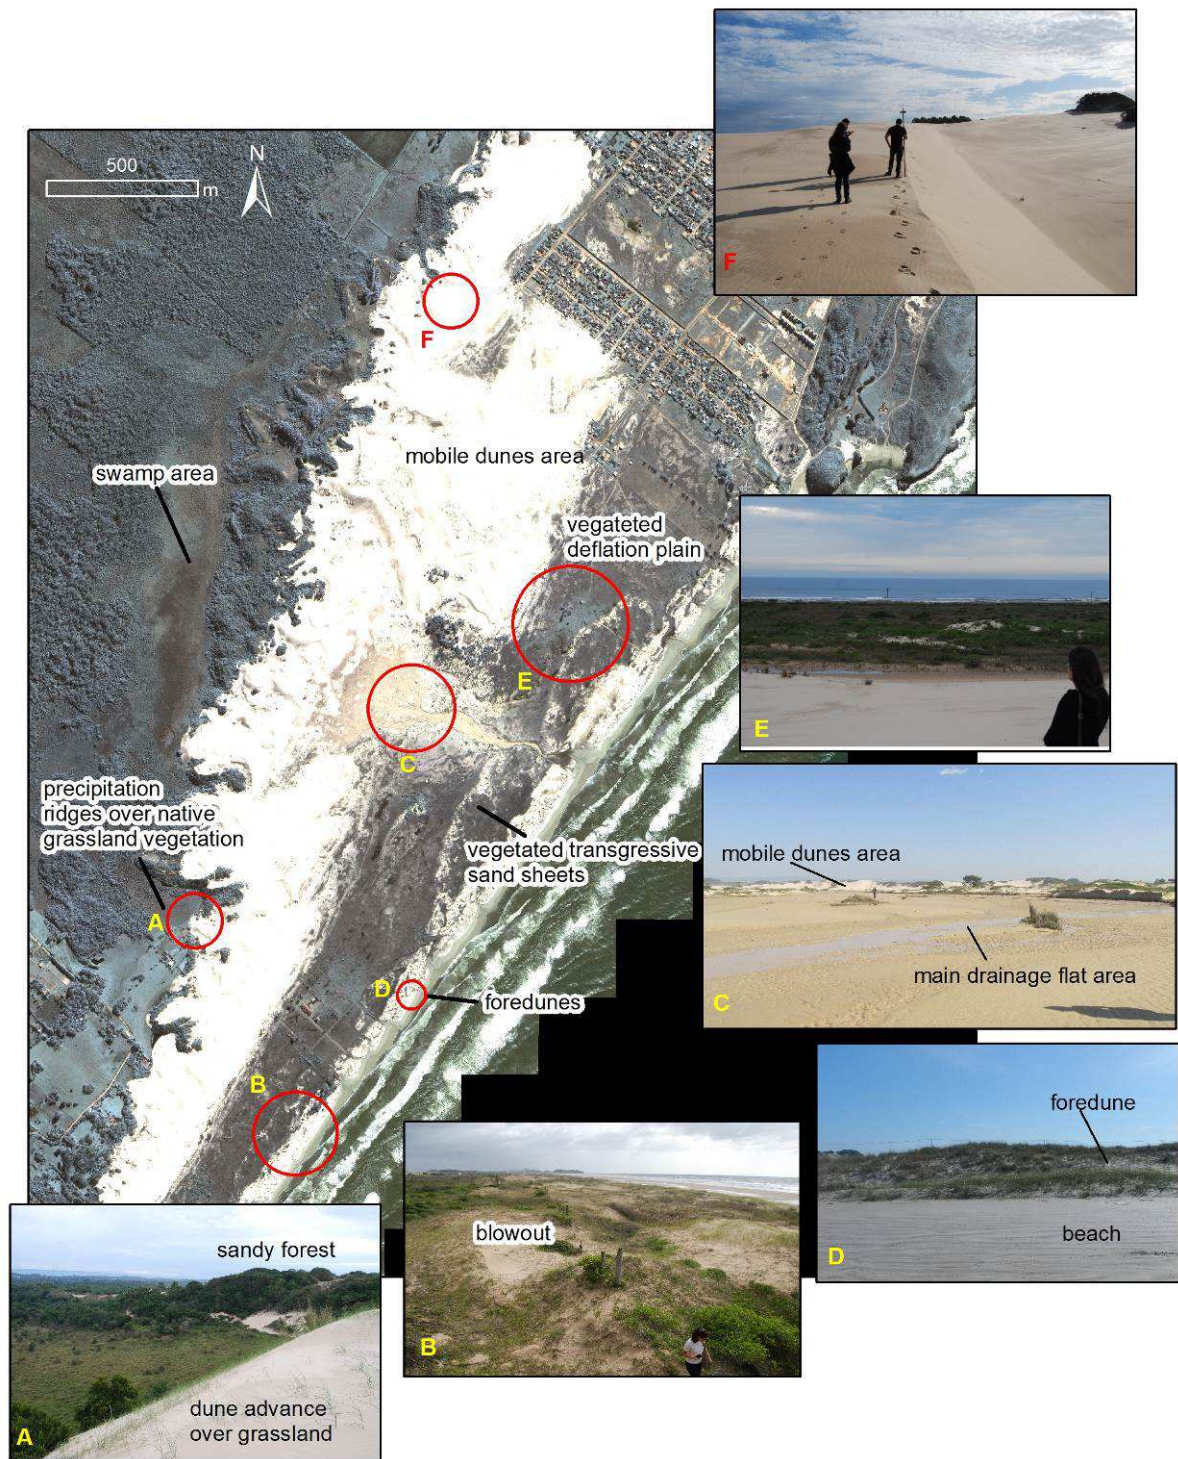 F
500
m
N
F
mobile dunes area
swamp area
vegateted
deflation plain
E
E
C
precipitation
ridges over native
grassland vegetation
A
vegetated transgressive
sand sheets
mobile dunes area
main drainage flat area
C
D
foredunes
B
foredune
beach
D
blowout
B
sandy forest
dune advance
over grassland
A